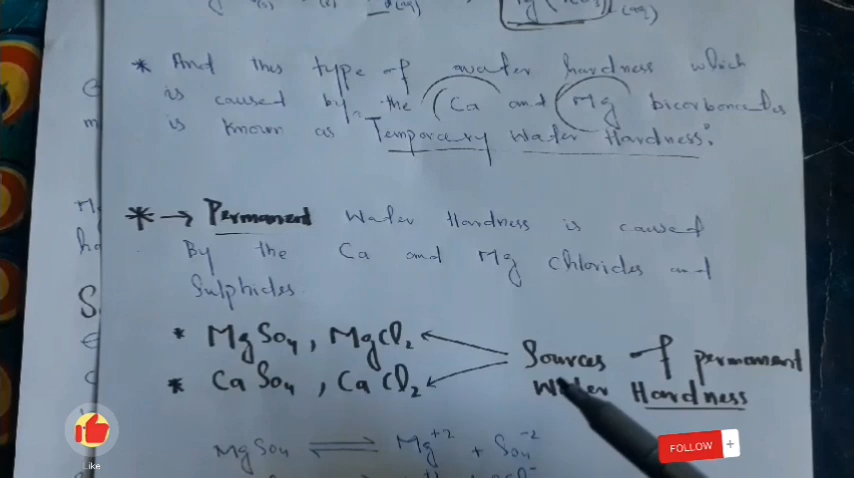 * And this type of water hardness which
is caused by the (Ca and (Mg bicorbonates
is known as Temporary Water Hardness.
* → Permanent Water Hardness is caused
By the Ca and Mg chlorides and
Sulphides.
* MgSo4, MgCl2
Sources of permanant
* CaSo4, CaCl2
Water Hardness
MgSo4 ⇌ Mg+2 + So4-2
Like
FOLLOW +